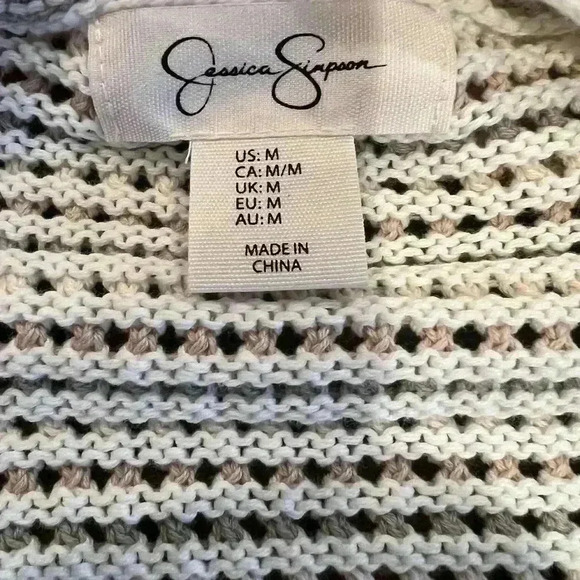 Jessica Simpson
US: M
CA: M/M
UK: M
EU: M
AU: M
MADE IN
CHINA